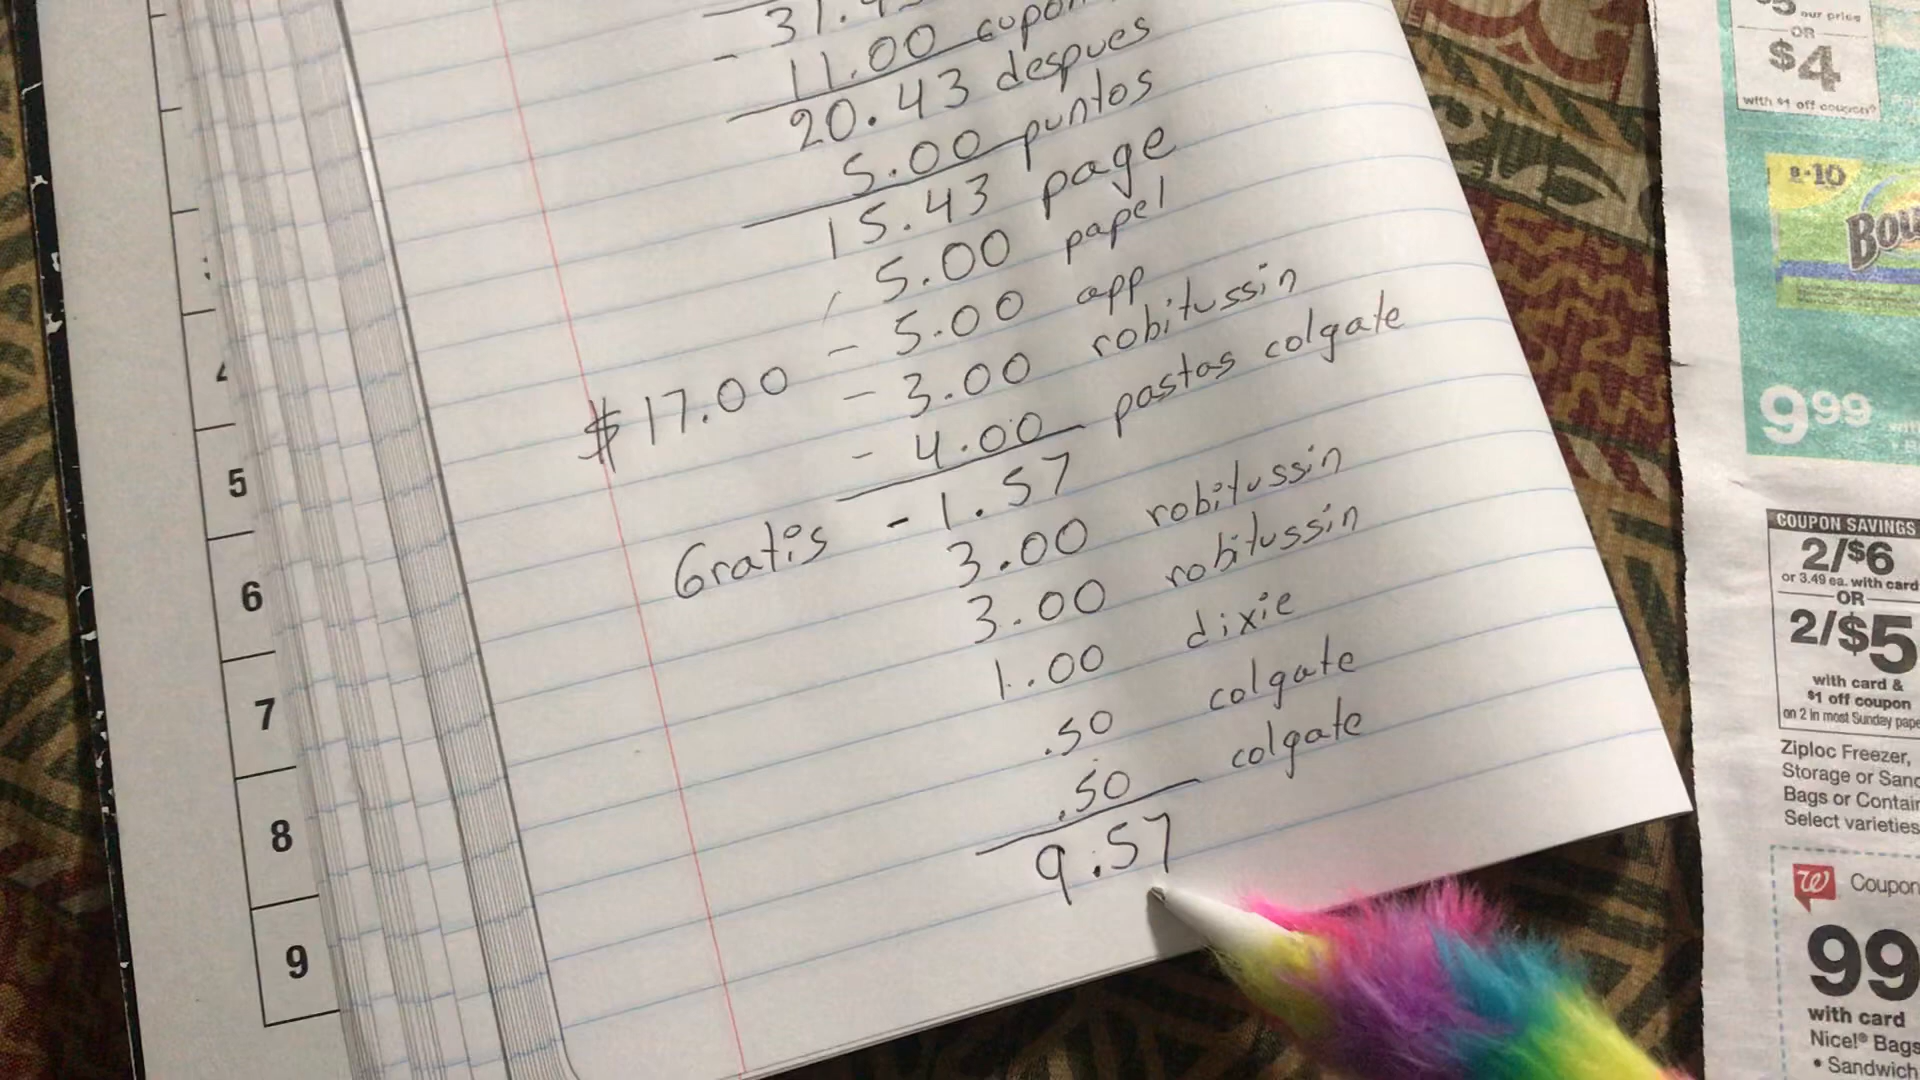 - 11.00 cupon
20.43 despues
5.00 puntos
15.43 page
5.00 papel
- 5.00 app
$17.00 - 3.00 robitussin
- 4.00 pastas colgate
Gratis - 1.57
3.00 robitussin
3.00 robitussin
1.00 dixie
.50 colgate
.50 colgate
9.57
5
6
7
8
9
$5 our price
OR
$4
with $1 off coupon
8.10
BOU
9.99
COUPON SAVINGS
2/$6
or 3.49 ea. with card
OR
2/$5
with card &
$1 off coupon
on 2 in most Sunday pape
Ziploc Freezer,
Storage or Sand
Bags or Contain
Select varieties
W Coupon
99
with card
Nice!® Bags
• Sandwich